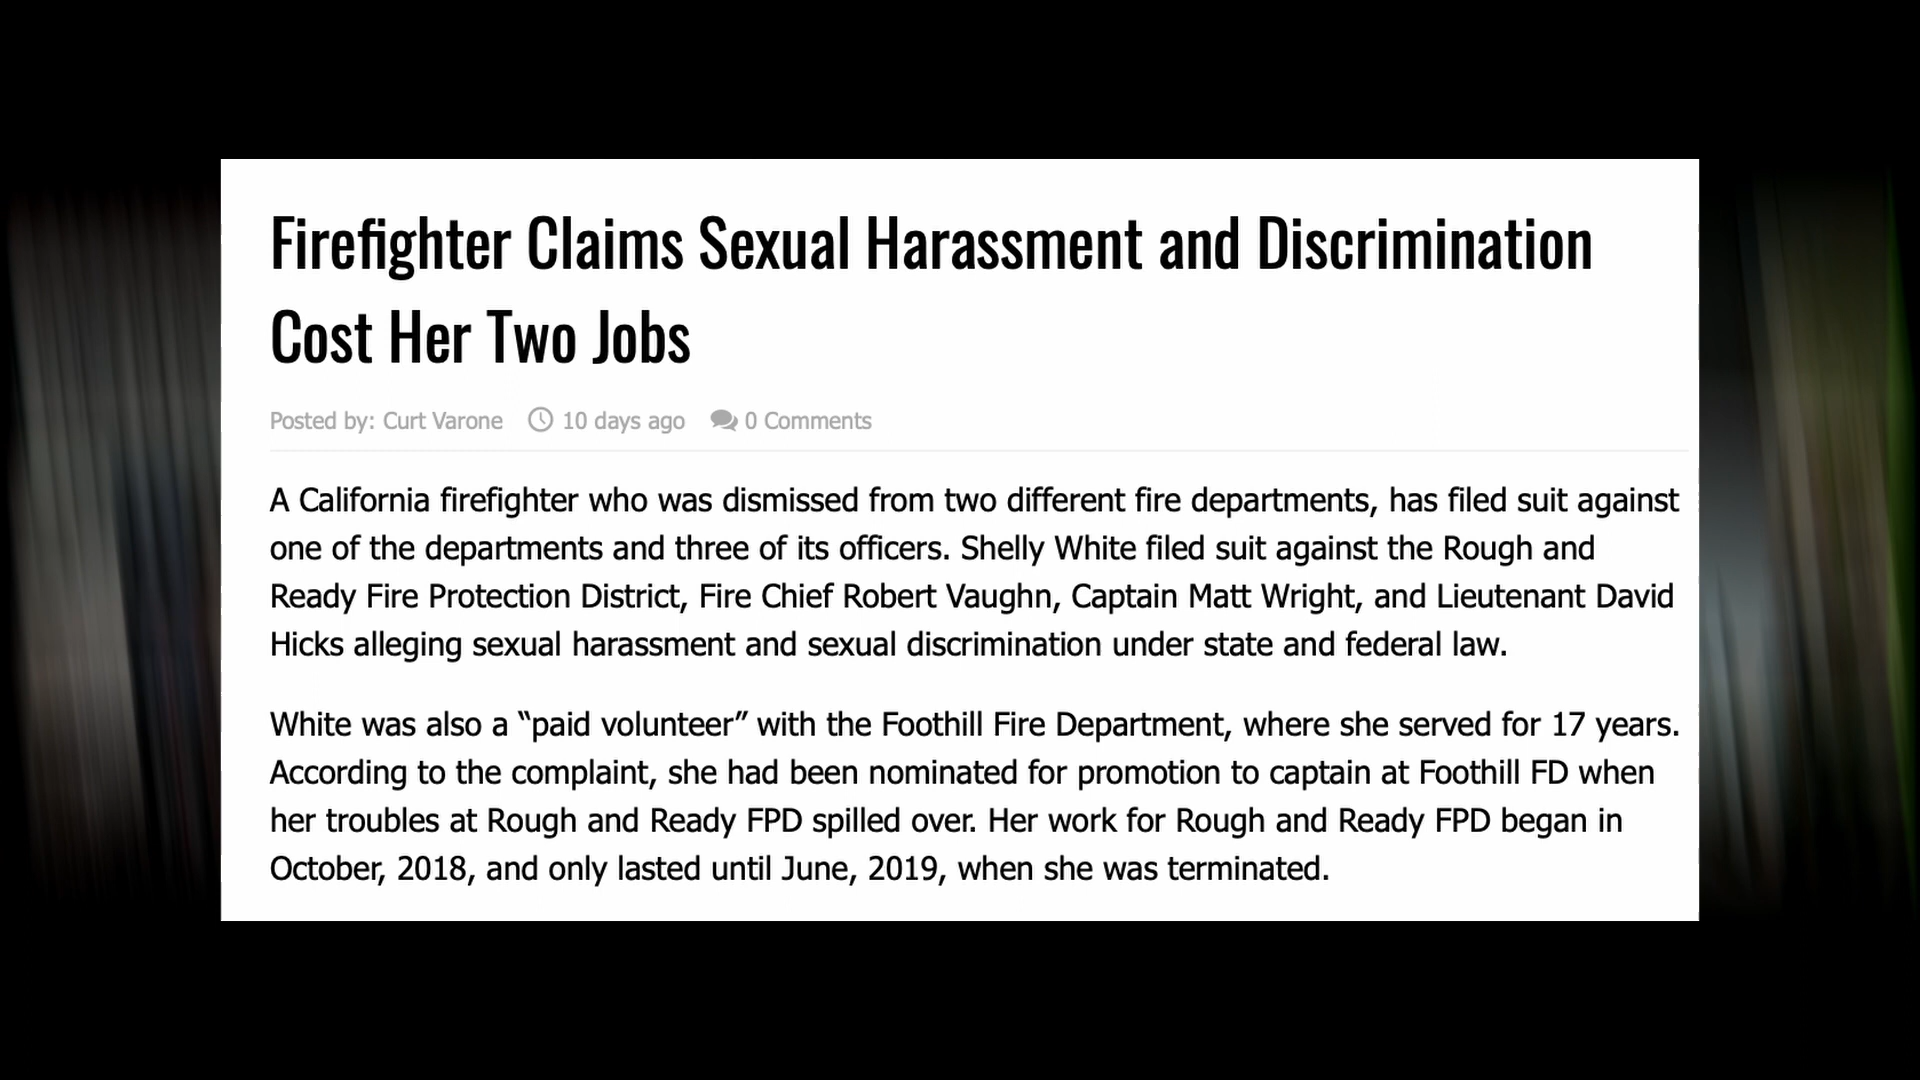 Firefighter Claims Sexual Harassment and Discrimination
Cost Her Two Jobs
Posted by: Curt Varone 10 days ago 0 Comments
A California firefighter who was dismissed from two different fire departments, has filed suit against
one of the departments and three of its officers. Shelly White filed suit against the Rough and
Ready Fire Protection District, Fire Chief Robert Vaughn, Captain Matt Wright, and Lieutenant David
Hicks alleging sexual harassment and sexual discrimination under state and federal law.
White was also a “paid volunteer” with the Foothill Fire Department, where she served for 17 years.
According to the complaint, she had been nominated for promotion to captain at Foothill FD when
her troubles at Rough and Ready FPD spilled over. Her work for Rough and Ready FPD began in
October, 2018, and only lasted until June, 2019, when she was terminated.